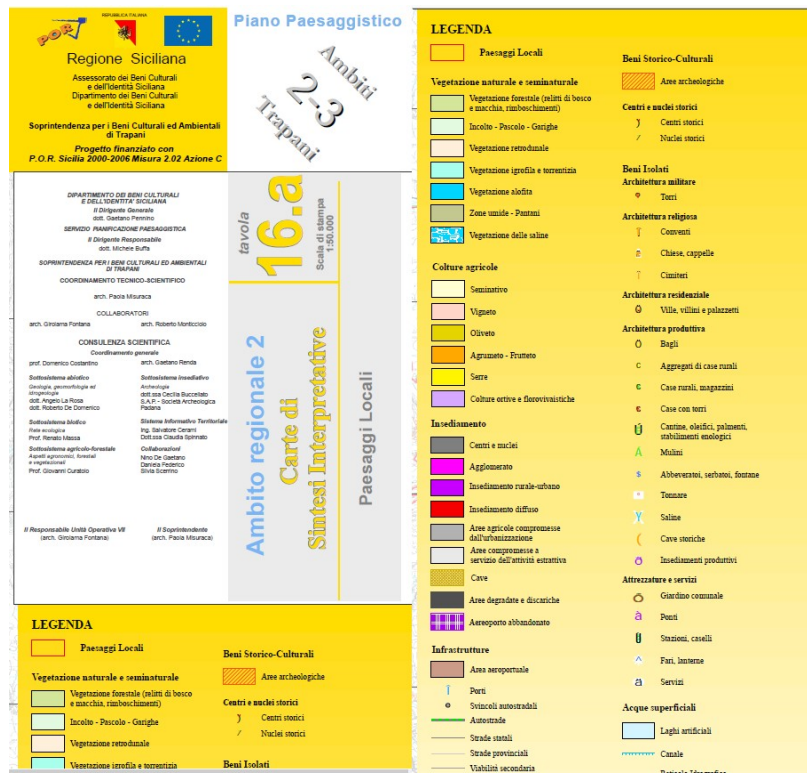 REPUBBLICA ITALIANA
POR
Regione Siciliana
Assessorato dei Beni Culturali
e dell'Identità Siciliana
Dipartimento dei Beni Culturali
e dell'Identità Siciliana
Soprintendenza per i Beni Culturali ed Ambientali
di Trapani
Progetto finanziato con
P.O.R. Sicilia 2000-2006 Misura 2.02 Azione C
Piano Paesaggistico
Ambiti
2-3
Trapani
DIPARTIMENTO DEI BENI CULTURALI
E DELL'IDENTITA' SICILIANA
Il Dirigente Generale
dott. Gaetano Pennino
SERVIZIO PIANIFICAZIONE PAESAGGISTICA
Il Dirigente Responsabile
dott. Michele Buffa
SOPRINTENDENZA PER I BENI CULTURALI ED AMBIENTALI
DI TRAPANI
COORDINAMENTO TECNICO-SCIENTIFICO
arch. Paola Misuraca
COLLABORATORI
arch. Girolama Fontana
arch. Roberto Monticciolo
CONSULENZA SCIENTIFICA
Coordinamento generale
prof. Domenico Costantino
arch. Gaetano Renda
Sottosistema abiotico
Geologia, geomorfologia ed
idrogeologia
dott. Angelo La Rosa
dott. Roberto De Domenico
Sottosistema biotico
Rete ecologica
Prof. Renato Massa
Sottosistema agricolo-forestale
Aspetti agronomici, forestali
e vegetazionali
Prof. Giovanni Curatolo
Sottosistema insediativo
Archeologia
dott.ssa Cecilia Buccellato
S.A.P. - Società Archeologica
Padana
Sistema Informativo Territoriale
Ing. Salvatore Cerami
Dott.ssa Claudia Spinnato
Collaborazioni
Nino De Gaetano
Daniela Federico
Silvia Scerrino
Il Responsabile Unità Operativa VII
(arch. Girolama Fontana)
Il Soprintendente
(arch. Paola Misuraca)
tavola
16.a
Scala di stampa
1:50.000
Ambito regionale 2
Carte di
Sintesi Interpretative
Paesaggi Locali
LEGENDA
Paesaggi Locali
Vegetazione naturale e seminaturale
Vegetazione forestale (relitti di bosco
e macchia, rimboschimenti)
Incolto - Pascolo - Garighe
Vegetazione retrodunale
Vegetazione igrofila e torrentizia
Beni Storico-Culturali
Aree archeologiche
Centri e nuclei storici
Centri storici
Nuclei storici
Beni Isolati
LEGENDA
Paesaggi Locali
Vegetazione naturale e seminaturale
Vegetazione forestale (relitti di bosco
e macchia, rimboschimenti)
Incolto - Pascolo - Garighe
Vegetazione retrodunale
Vegetazione igrofila e torrentizia
Vegetazione alofita
Zone umide - Pantani
Vegetazione delle saline
Colture agricole
Seminativo
Vigneto
Oliveto
Agrumeto - Frutteto
Serre
Colture ortive e florovivaistiche
Insediamento
Centri e nuclei
Agglomerato
Insediamento rurale-urbano
Insediamento diffuso
Aree agricole compromesse
dall'urbanizzazione
Aree compromesse a
servizio dell'attività estrattiva
Cave
Aree degradate e discariche
Aereoporto abbandonato
Infrastrutture
Area aeroportuale
Porti
Svincoli autostradali
Autostrade
Strade statali
Strade provinciali
Viabilità secondaria
Beni Storico-Culturali
Aree archeologiche
Centri e nuclei storici
Centri storici
Nuclei storici
Beni Isolati
Architettura militare
Torri
Architettura religiosa
Conventi
Chiese, cappelle
Cimiteri
Architettura residenziale
Ville, villini e palazzetti
Architettura produttiva
Bagli
Aggregati di case rurali
Case rurali, magazzini
Case con torri
Cantine, oleifici, palmenti,
stabilimenti enologici
Mulini
Abbeveratoi, serbatoi, fontane
Tonnare
Saline
Cave storiche
Insediamenti produttivi
Attrezzature e servizi
Giardino comunale
Ponti
Stazioni, caselli
Fari, lanterne
Servizi
Acque superficiali
Laghi artificiali
Canale